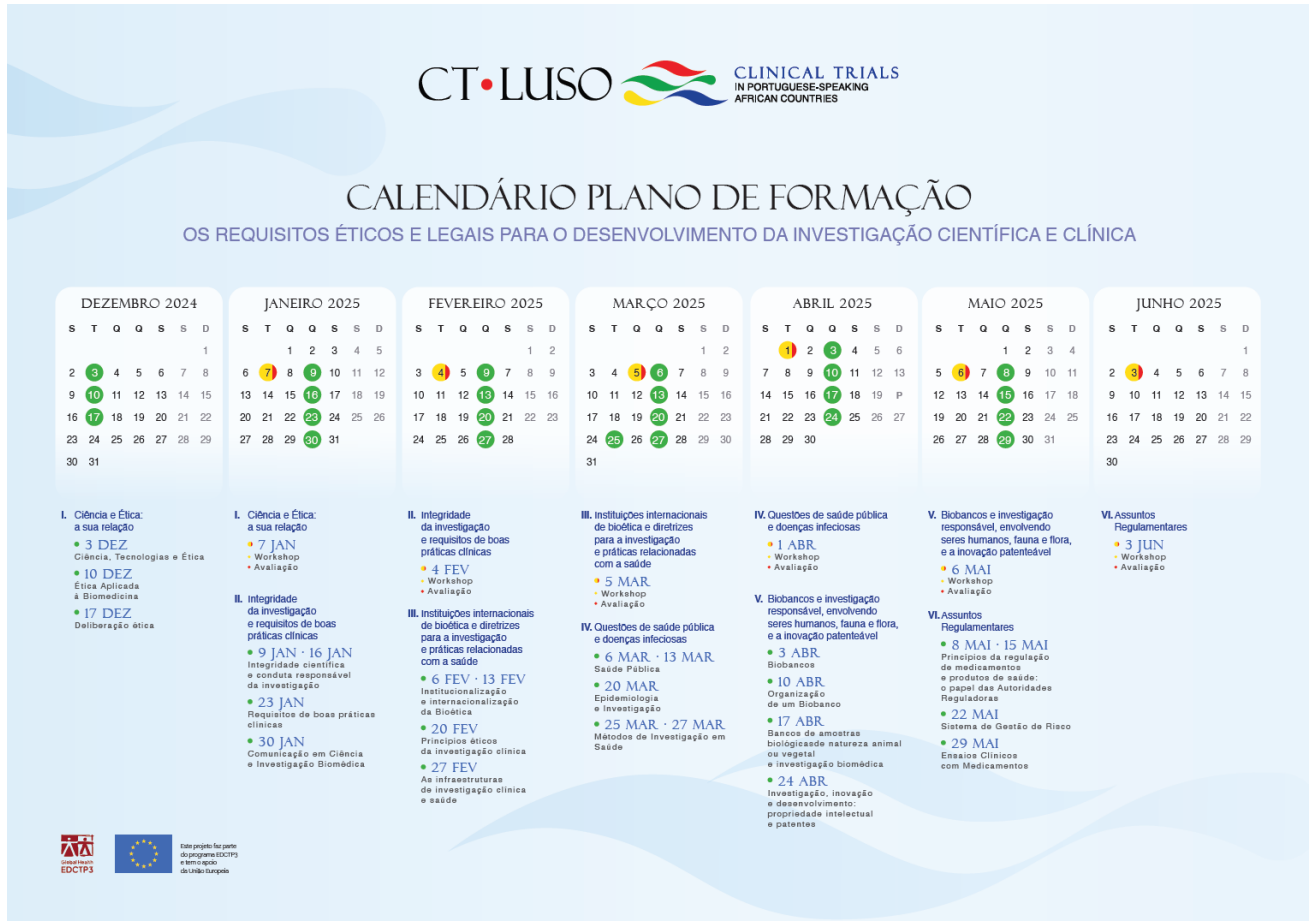 CT•LUSO
CLINICAL TRIALS
IN PORTUGUESE-SPEAKING
AFRICAN COUNTRIES
CALENDÁRIO PLANO DE FORMAÇÃO
OS REQUISITOS ÉTICOS E LEGAIS PARA O DESENVOLVIMENTO DA INVESTIGAÇÃO CIENTÍFICA E CLÍNICA
DEZEMBRO 2024
S T Q Q S S D
1
2 3 4 5 6 7 8
9 10 11 12 13 14 15
16 17 18 19 20 21 22
23 24 25 26 27 28 29
30 31
JANEIRO 2025
S T Q Q S S D
1 2 3 4 5
6 7 8 9 10 11 12
13 14 15 16 17 18 19
20 21 22 23 24 25 26
27 28 29 30 31
FEVEREIRO 2025
S T Q Q S S D
1 2
3 4 5 9 7 8 9
10 11 12 13 14 15 16
17 18 19 20 21 22 23
24 25 26 27 28
MARÇO 2025
S T Q Q S S D
1 2
3 4 5 6 7 8 9
10 11 12 13 14 15 16
17 18 19 20 21 22 23
24 25 26 27 28 29 30
31
ABRIL 2025
S T Q Q S S D
1 2 3 4 5 6
7 8 9 10 11 12 13
14 15 16 17 18 19 P
21 22 23 24 25 26 27
28 29 30
MAIO 2025
S T Q Q S S D
1 2 3 4
5 6 7 8 9 10 11
12 13 14 15 16 17 18
19 20 21 22 23 24 25
26 27 28 29 30 31
JUNHO 2025
S T Q Q S S D
1
2 3 4 5 6 7 8
9 10 11 12 13 14 15
16 17 18 19 20 21 22
23 24 25 26 27 28 29
30
I. Ciência e Ética:
a sua relação
• 3 DEZ
Ciência, Tecnologias e Ética
• 10 DEZ
Ética Aplicada
à Biomedicina
• 17 DEZ
Deliberação ética
I. Ciência e Ética:
a sua relação
• 7 JAN
• Workshop
• Avaliação
II. Integridade
da investigação
e requisitos de boas
práticas clínicas
• 9 JAN · 16 JAN
Integridade científica
e conduta responsável
da investigação
• 23 JAN
Requisitos de boas práticas
clínicas
• 30 JAN
Comunicação em Ciência
e Investigação Biomédica
II. Integridade
da investigação
e requisitos de boas
práticas clínicas
• 4 FEV
• Workshop
• Avaliação
III. Instituições internacionais
de bioética e diretrizes
para a investigação
e práticas relacionadas
com a saúde
• 6 FEV · 13 FEV
Institucionalização
e internacionalização
da Bioética
• 20 FEV
Princípios éticos
da investigação clínica
• 27 FEV
As infraestruturas
de investigação clínica
e saúde
III. Instituições internacionais
de bioética e diretrizes
para a investigação
e práticas relacionadas
com a saúde
• 5 MAR
• Workshop
• Avaliação
IV. Questões de saúde pública
e doenças infeciosas
• 6 MAR · 13 MAR
Saúde Pública
• 20 MAR
Epidemiologia
e Investigação
• 25 MAR · 27 MAR
Métodos de Investigação em
Saúde
IV. Questões de saúde pública
e doenças infeciosas
• 1 ABR
• Workshop
• Avaliação
V. Biobancos e investigação
responsável, envolvendo
seres humanos, fauna e flora,
e a inovação patenteável
• 3 ABR
Biobancos
• 10 ABR
Organização
de um Biobanco
• 17 ABR
Bancos de amostras
biológicasde natureza animal
ou vegetal
e investigação biomédica
• 24 ABR
Investigação, inovação
e desenvolvimento:
propriedade intelectual
e patentes
V. Biobancos e investigação
responsável, envolvendo
seres humanos, fauna e flora,
e a inovação patenteável
• 6 MAI
• Workshop
• Avaliação
VI. Assuntos
Regulamentares
• 8 MAI · 15 MAI
Princípios da regulação
de medicamentos
e produtos de saúde:
o papel das Autoridades
Reguladoras
• 22 MAI
Sistema de Gestão de Risco
• 29 MAI
Ensaios Clínicos
com Medicamentos
VI. Assuntos
Regulamentares
• 3 JUN
• Workshop
• Avaliação
Global Health
EDCTP3
Este projeto faz parte
do programa EDCTP3
e tem o apoio
da União Europeia